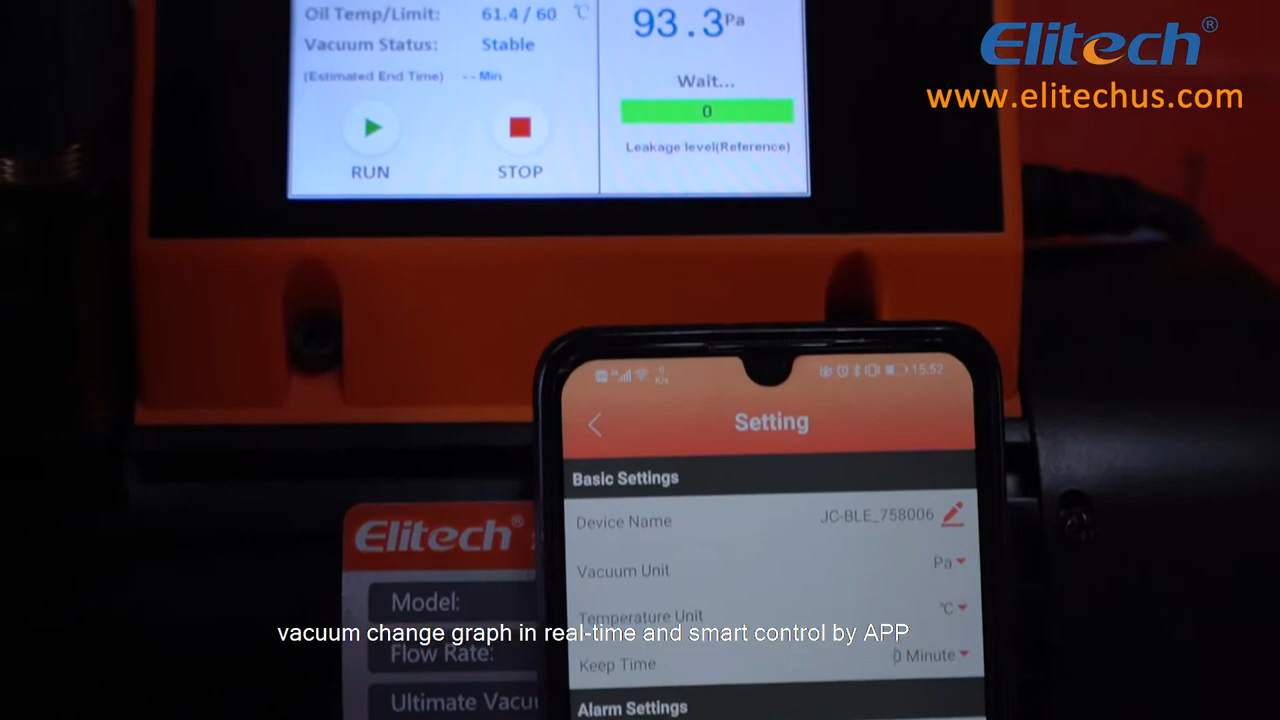 Oil Temp/Limit: 61.4 / 60 ℃
Vacuum Status: Stable
(Estimated End Time) --Min
RUN
STOP
93.3Pa
Wait...
0
Leakage level(Reference)
Elitech®
www.elitechus.com
15:52
Setting
Basic Settings
Device Name JC-BLE_758006
Vacuum Unit Pa
Temperature Unit ℃
Keep Time 0 Minute
Alarm Settings
Elitech®
Model:
Flow Rate:
Ultimate
vacuum change graph in real-time and smart control by APP